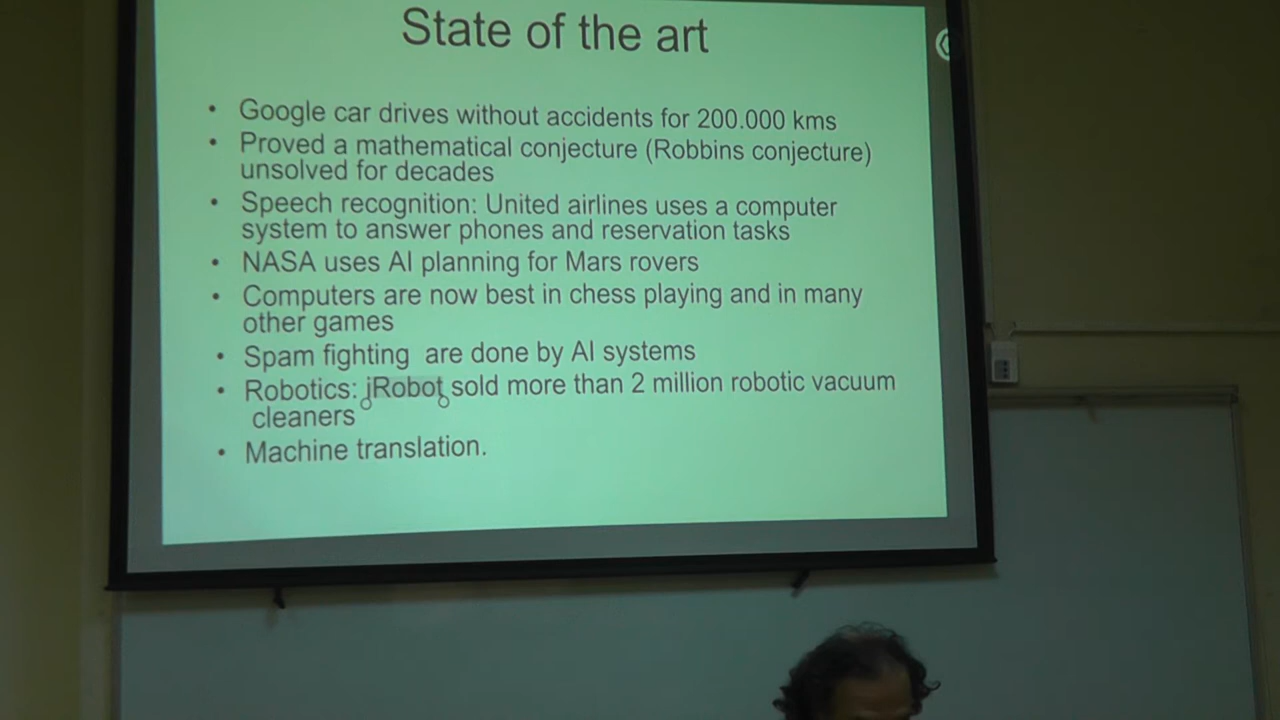 State of the art
• Google car drives without accidents for 200.000 kms
• Proved a mathematical conjecture (Robbins conjecture)
unsolved for decades
• Speech recognition: United airlines uses a computer
system to answer phones and reservation tasks
• NASA uses AI planning for Mars rovers
• Computers are now best in chess playing and in many
other games
• Spam fighting are done by AI systems
• Robotics: iRobot sold more than 2 million robotic vacuum
cleaners
• Machine translation.